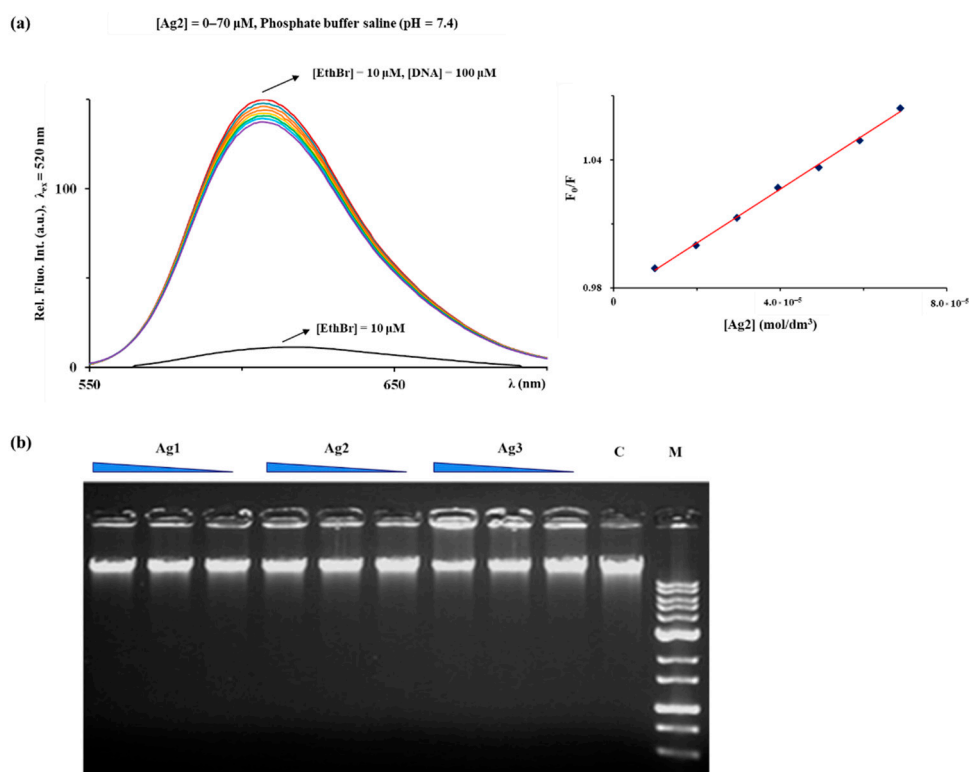 (a)
[Ag2] = 0–70 µM, Phosphate buffer saline (pH = 7.4)
[EthBr] = 10 µM, [DNA] = 100 µM
Rel. Fluo. Int. (a.u.), λex = 520 nm
100
0
550
650
λ (nm)
[EthBr] = 10 µM
F₀/F
1.04
0.98
0
4.0·10⁻⁵
8.0·10⁻⁵
[Ag2] (mol/dm³)
(b)
Ag1 Ag2 Ag3 C M